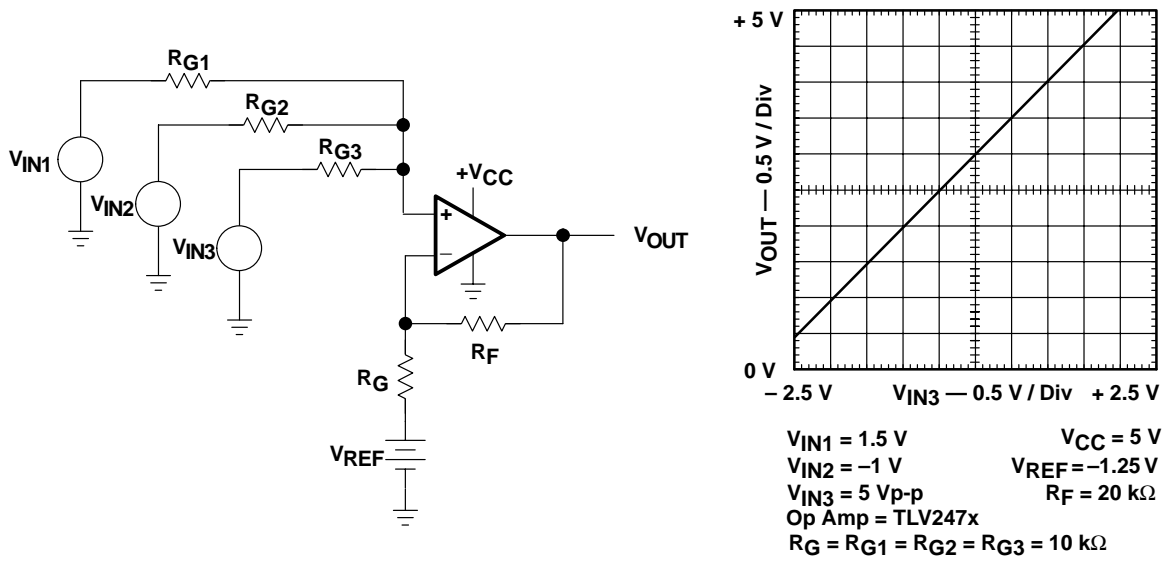 RG1
RG2
RG3
VIN1
VIN2
VIN3
+VCC
+
–
VOUT
RF
RG
VREF
+ 5 V
VOUT — 0.5 V / Div
0 V
– 2.5 V VIN3 — 0.5 V / Div + 2.5 V
VIN1 = 1.5 V VCC = 5 V
VIN2 = –1 V VREF = –1.25 V
VIN3 = 5 Vp-p RF = 20 kΩ
Op Amp = TLV247x
RG = RG1 = RG2 = RG3 = 10 kΩ